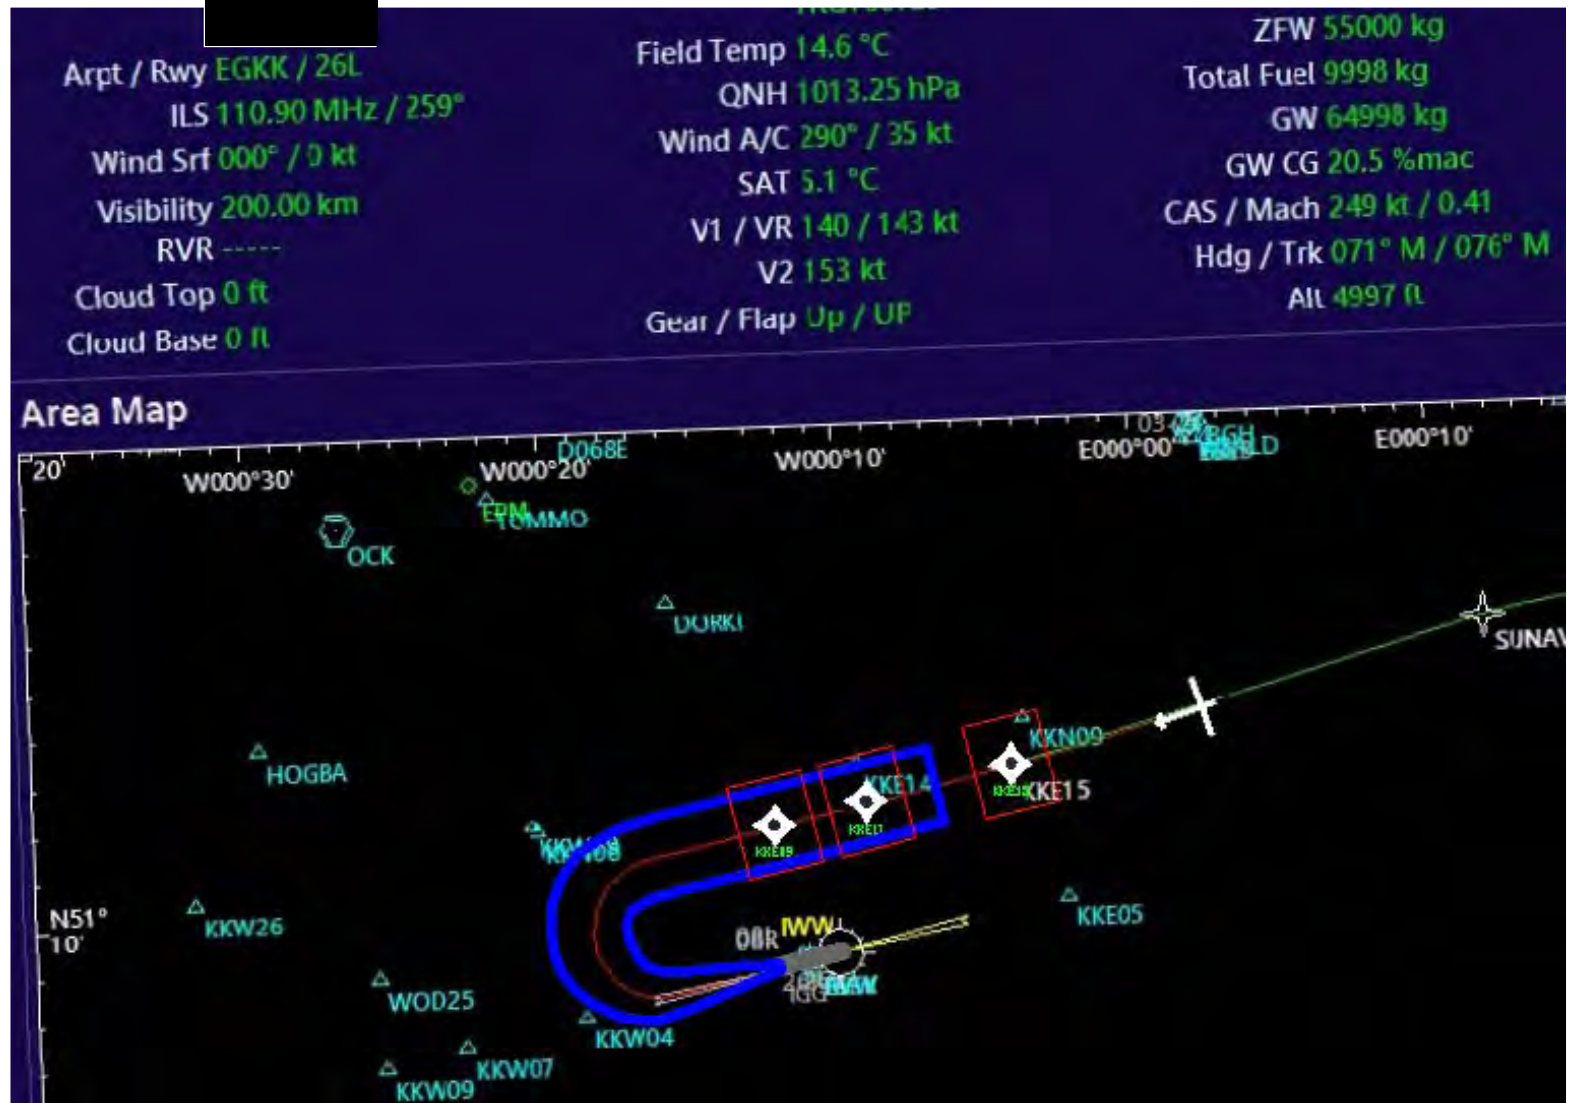 Arpt / Rwy EGKK / 26L
ILS 110.90 MHz / 259°
Wind Srf 000° / 0 kt
Visibility 200.00 km
RVR -----
Cloud Top 0 ft
Cloud Base 0 ft
Field Temp 14.6 °C
QNH 1013.25 hPa
Wind A/C 290° / 35 kt
SAT 5.1 °C
V1 / VR 140 / 143 kt
V2 153 kt
Gear / Flap Up / UP
ZFW 55000 kg
Total Fuel 9998 kg
GW 64998 kg
GW CG 20.5 %mac
CAS / Mach 249 kt / 0.41
Hdg / Trk 071° M / 076° M
Alt 4997 ft
Area Map
20'
W000°30'
D068E
W000°20'
W000°10'
03
E000°00'
E000°10'
EPM
TOMMO
OCK
DORKI
SUNAV
KKN09
HOGBA
KKE14
KKE15
KKE17
KKE19
N51°
10'
KKW26
KKE05
08R
IWW
WOD25
IGG
KKW04
KKW07
KKW09